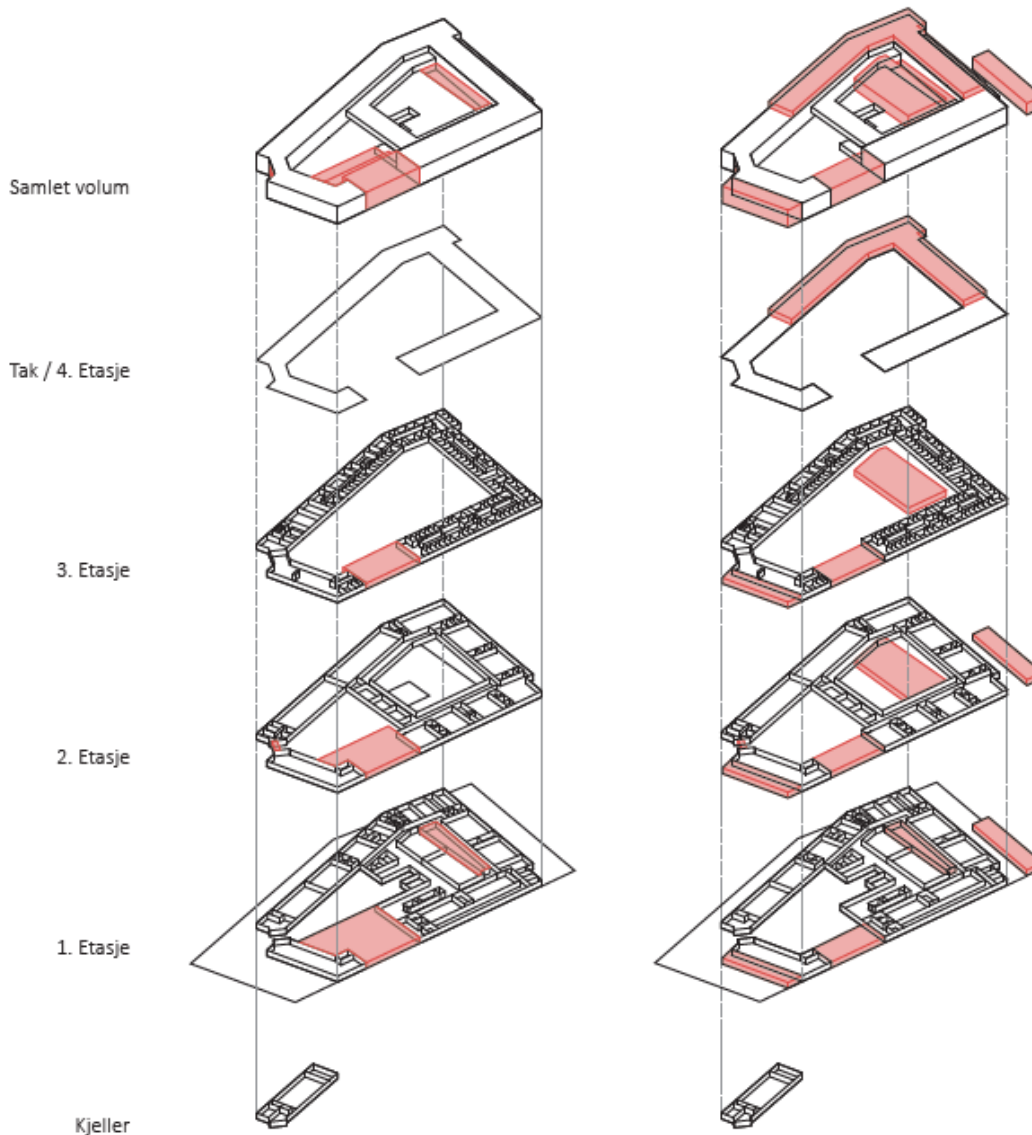 Samlet volum
Tak / 4. Etasje
3. Etasje
2. Etasje
1. Etasje
Kjeller